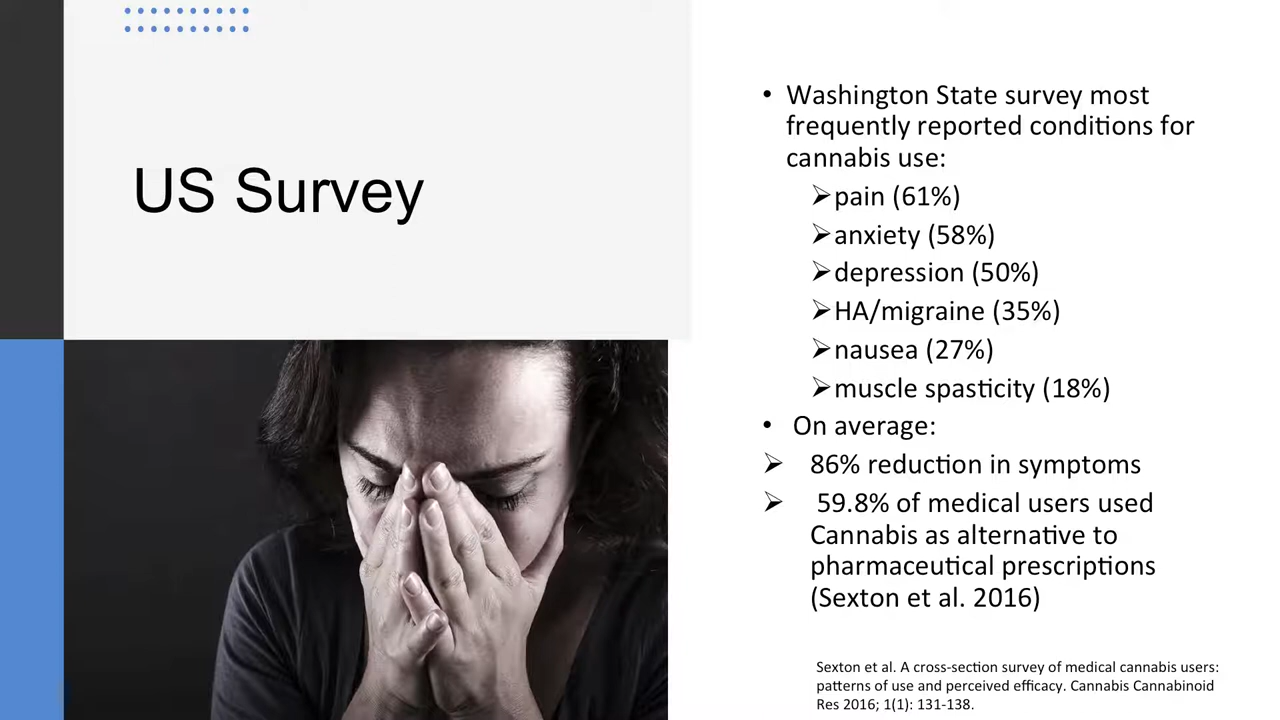 US Survey
• Washington State survey most
frequently reported conditions for
cannabis use:
➢pain (61%)
➢anxiety (58%)
➢depression (50%)
➢HA/migraine (35%)
➢nausea (27%)
➢muscle spasticity (18%)
• On average:
➢ 86% reduction in symptoms
➢ 59.8% of medical users used
Cannabis as alternative to
pharmaceutical prescriptions
(Sexton et al. 2016)
Sexton et al. A cross-section survey of medical cannabis users:
patterns of use and perceived efficacy. Cannabis Cannabinoid
Res 2016; 1(1): 131-138.